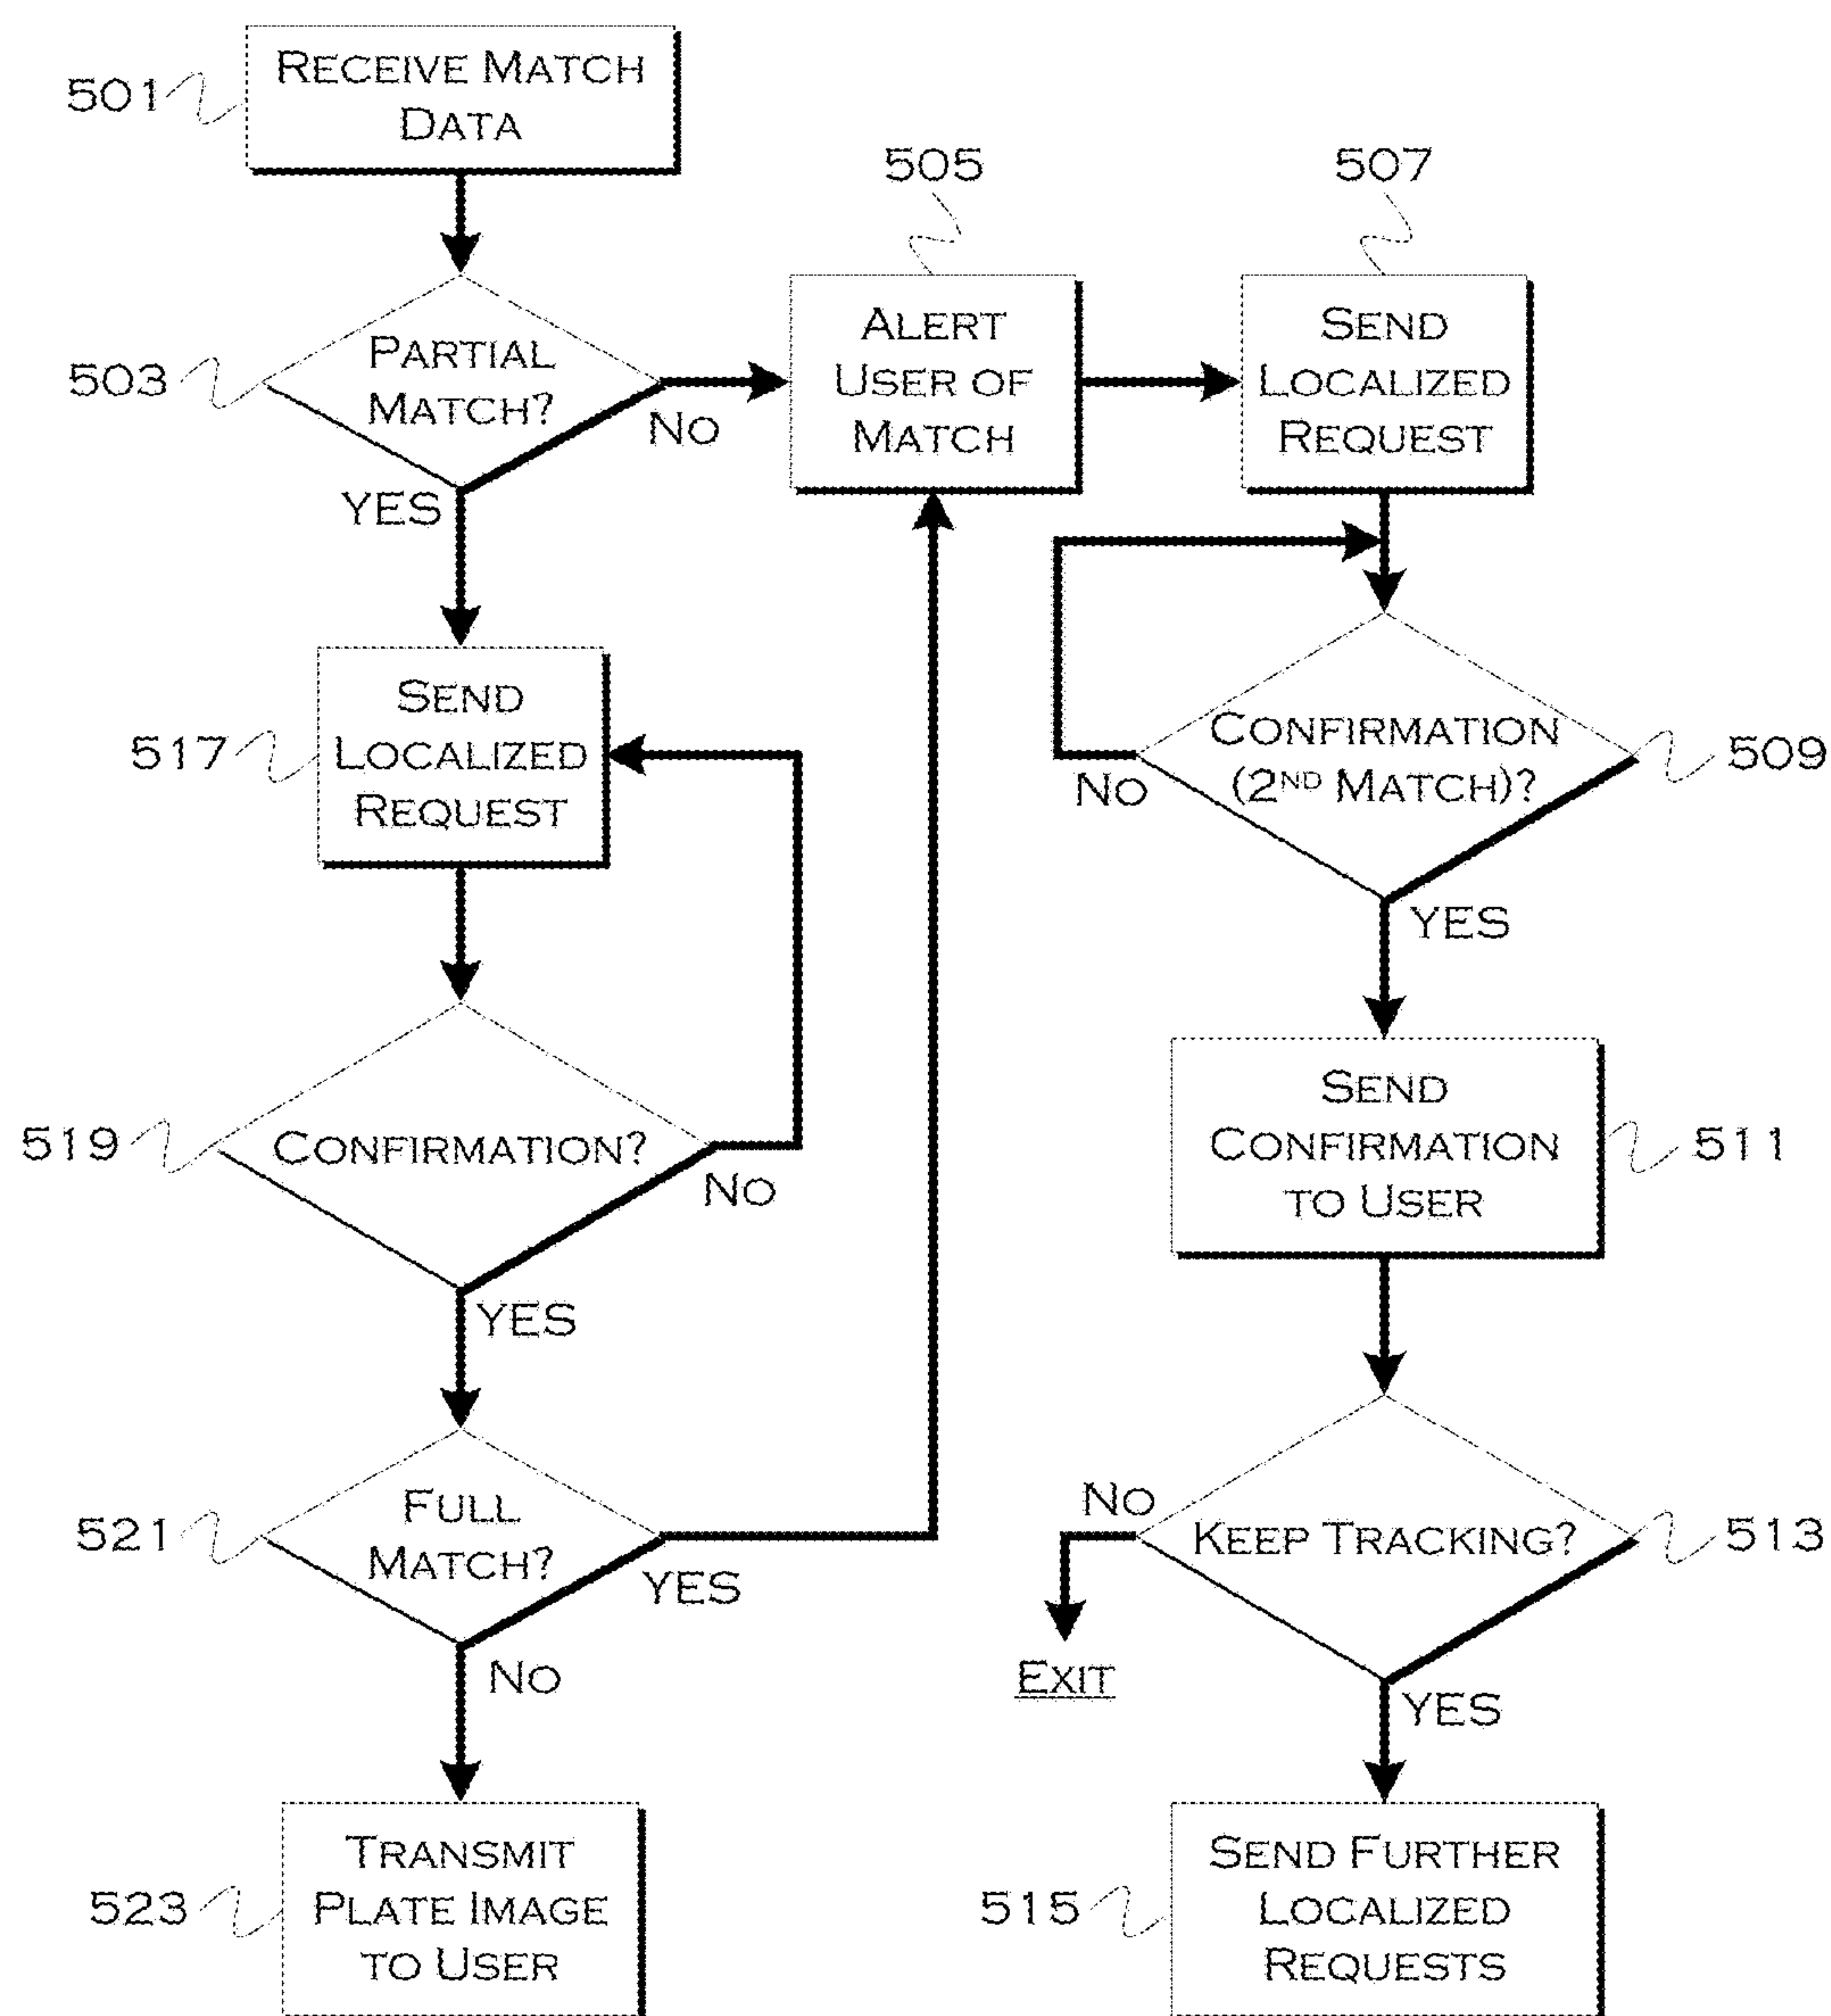 501
RECEIVE MATCH
DATA
505
507
503
PARTIAL
MATCH?
NO
YES
ALERT
USER OF
MATCH
SEND
LOCALIZED
REQUEST
517
SEND
LOCALIZED
REQUEST
CONFIRMATION
(2ND MATCH)?
509
NO
YES
519
CONFIRMATION?
NO
YES
SEND
CONFIRMATION
TO USER
511
521
FULL
MATCH?
YES
NO
NO
KEEP TRACKING?
513
EXIT
YES
523
TRANSMIT
PLATE IMAGE
TO USER
515
SEND FURTHER
LOCALIZED
REQUESTS